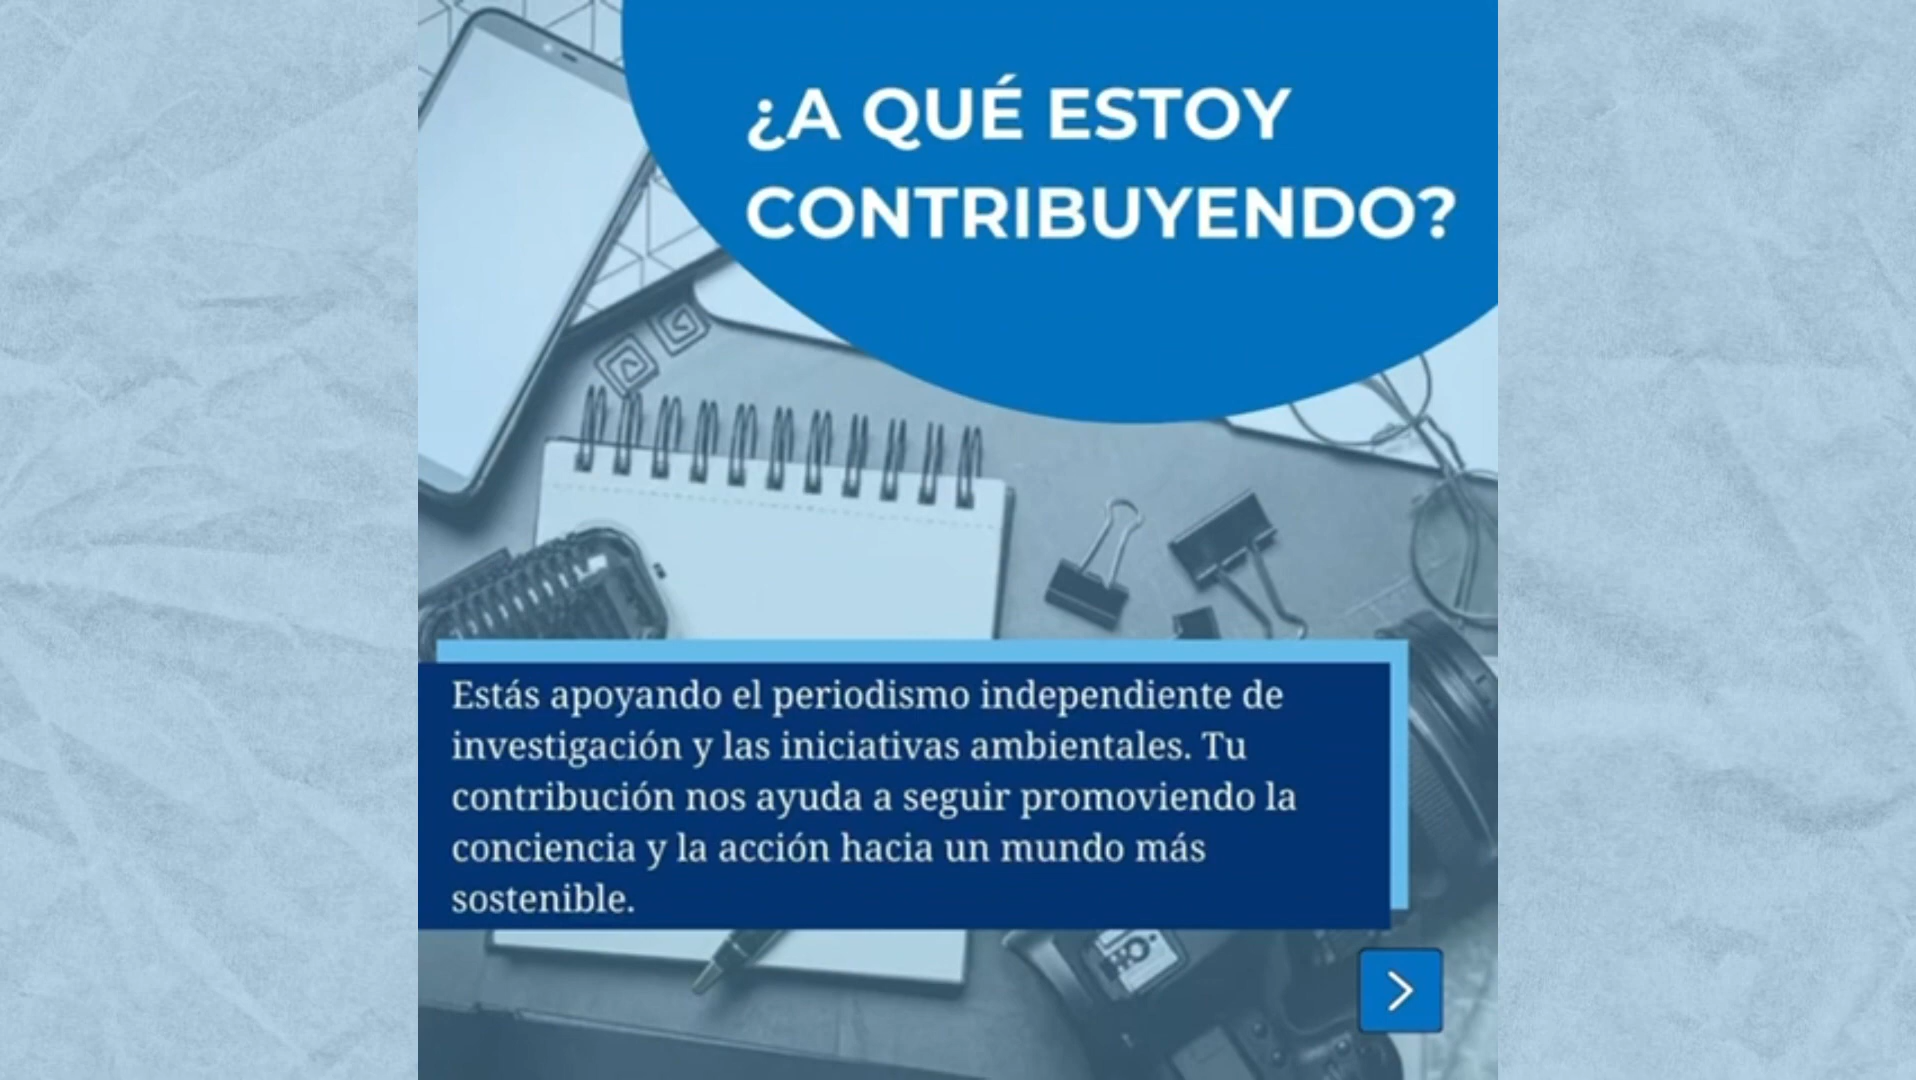 ¿A QUÉ ESTOY
CONTRIBUYENDO?
Estás apoyando el periodismo independiente de
investigación y las iniciativas ambientales. Tu
contribución nos ayuda a seguir promoviendo la
conciencia y la acción hacia un mundo más
sostenible.